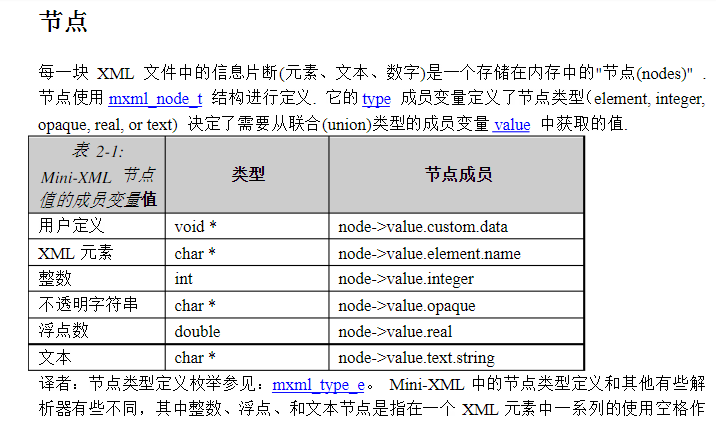 节点
每一块 XML 文件中的信息片断(元素、文本、数字)是一个存储在内存中的"节点(nodes)" .
节点使用 mxml_node_t 结构进行定义. 它的 type 成员变量定义了节点类型(element, integer,
opaque, real, or text) 决定了需要从联合(union)类型的成员变量 value 中获取的值.
表 2-1:
Mini-XML 节点
值的成员变量值 类型 节点成员
用户定义 void * node->value.custom.data
XML 元素 char * node->value.element.name
整数 int node->value.integer
不透明字符串 char * node->value.opaque
浮点数 double node->value.real
文本 char * node->value.text.string
译者：节点类型定义枚举参见：mxml_type_e。 Mini-XML 中的节点类型定义和其他有些解
析器有些不同，其中整数、浮点、和文本节点是指在一个 XML 元素中一系列的使用空格作